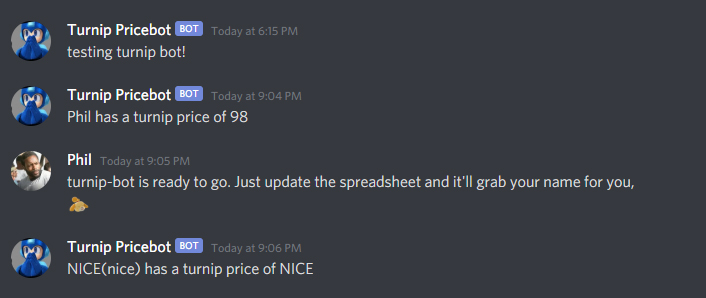 Turnip Pricebot BOT Today at 6:15 PM
testing turnip bot!
Turnip Pricebot BOT Today at 9:04 PM
Phil has a turnip price of 98
Phil Today at 9:05 PM
turnip-bot is ready to go. Just update the spreadsheet and it'll grab your name for you,
Turnip Pricebot BOT Today at 9:06 PM
NICE(nice) has a turnip price of NICE